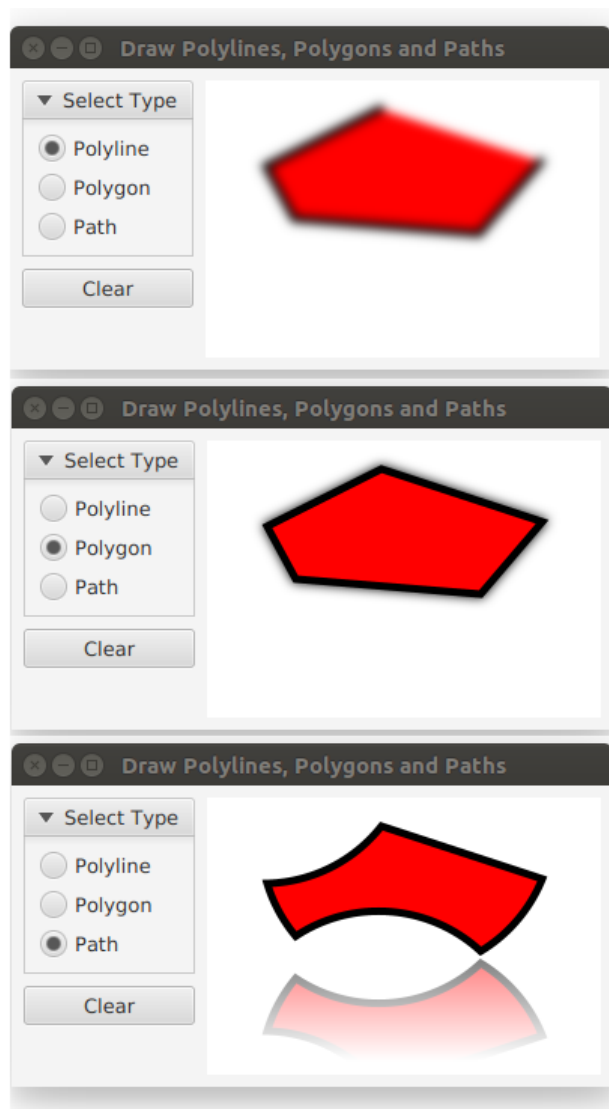 Draw Polylines, Polygons and Paths
Select Type
Polyline
Polygon
Path
Clear
Draw Polylines, Polygons and Paths
Select Type
Polyline
Polygon
Path
Clear
Draw Polylines, Polygons and Paths
Select Type
Polyline
Polygon
Path
Clear